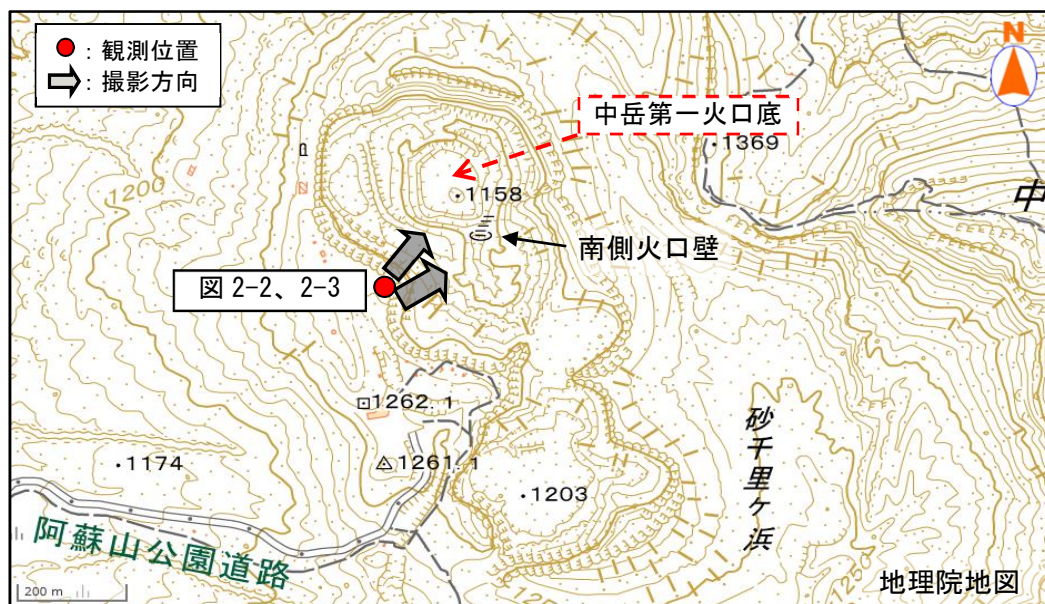 ：観測位置
：撮影方向
N
中岳第一火口底
・1369
1200
・1158
中
南側火口壁
図 2-2、2-3
1262.1
1261.1
・1174
・1203
砂千里ヶ浜
阿蘇山公園道路
200 m
地理院地図